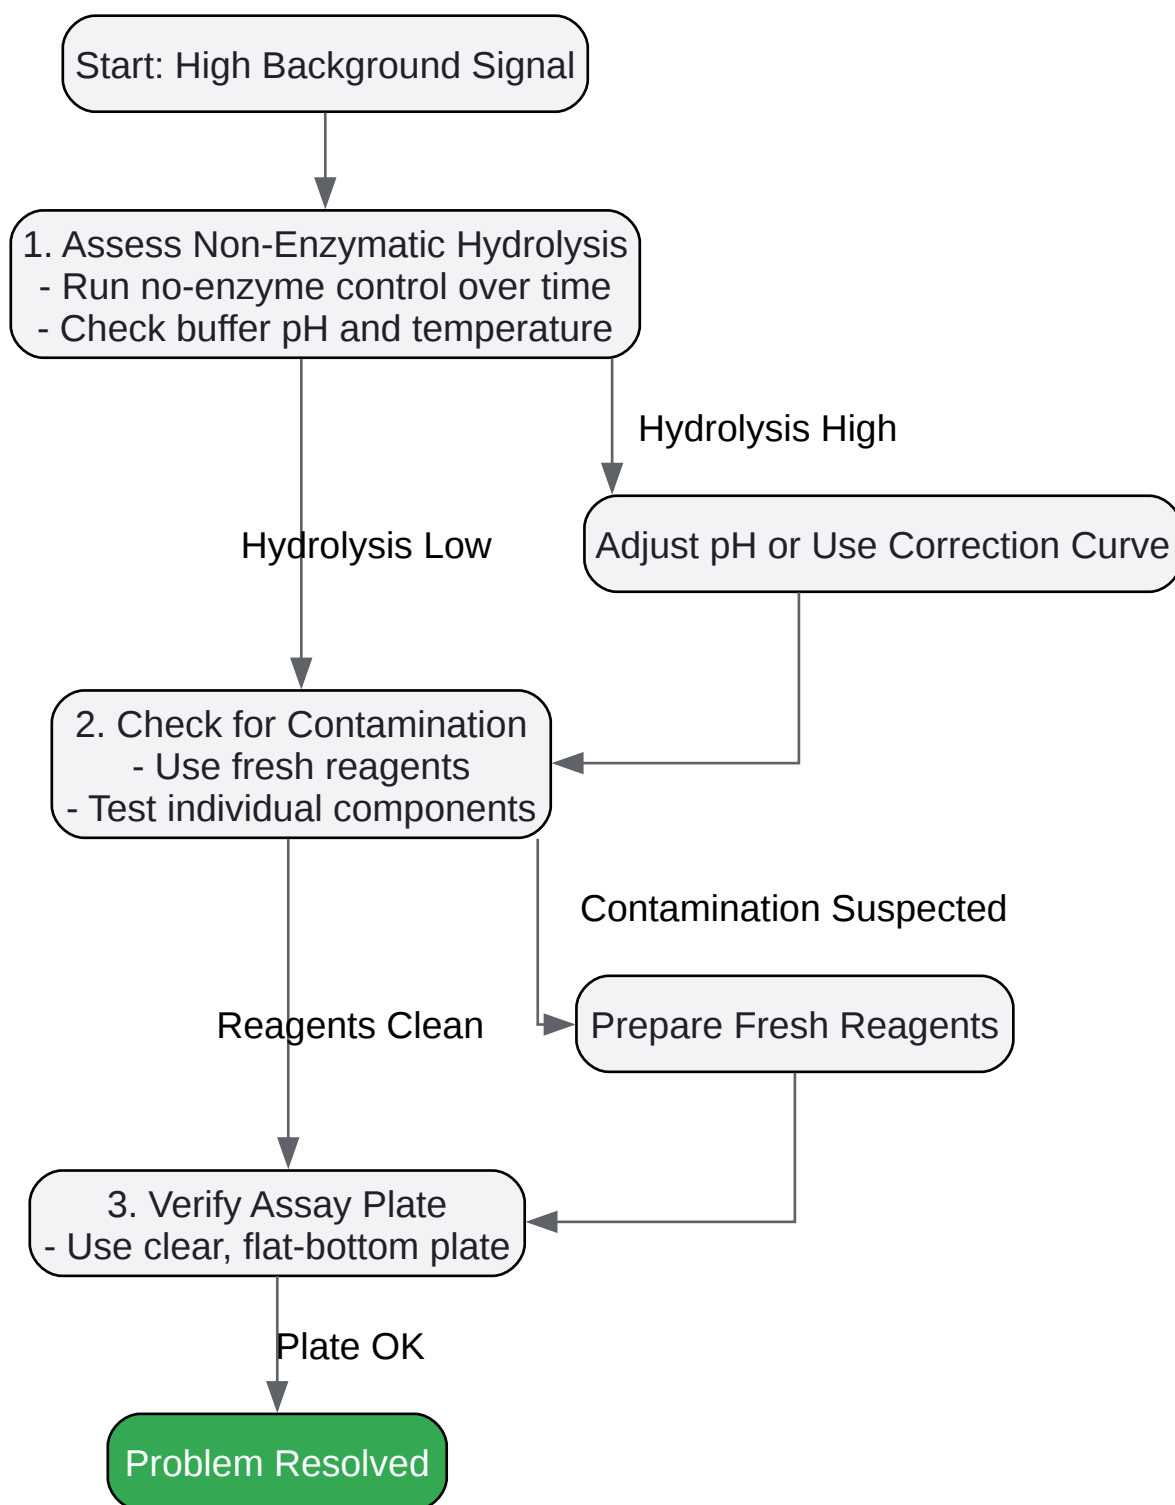 Start: High Background Signal
1. Assess Non-Enzymatic Hydrolysis
- Run no-enzyme control over time
- Check buffer pH and temperature
Hydrolysis High
Hydrolysis Low
Adjust pH or Use Correction Curve
2. Check for Contamination
- Use fresh reagents
- Test individual components
Contamination Suspected
Reagents Clean
Prepare Fresh Reagents
3. Verify Assay Plate
- Use clear, flat-bottom plate
Plate OK
Problem Resolved